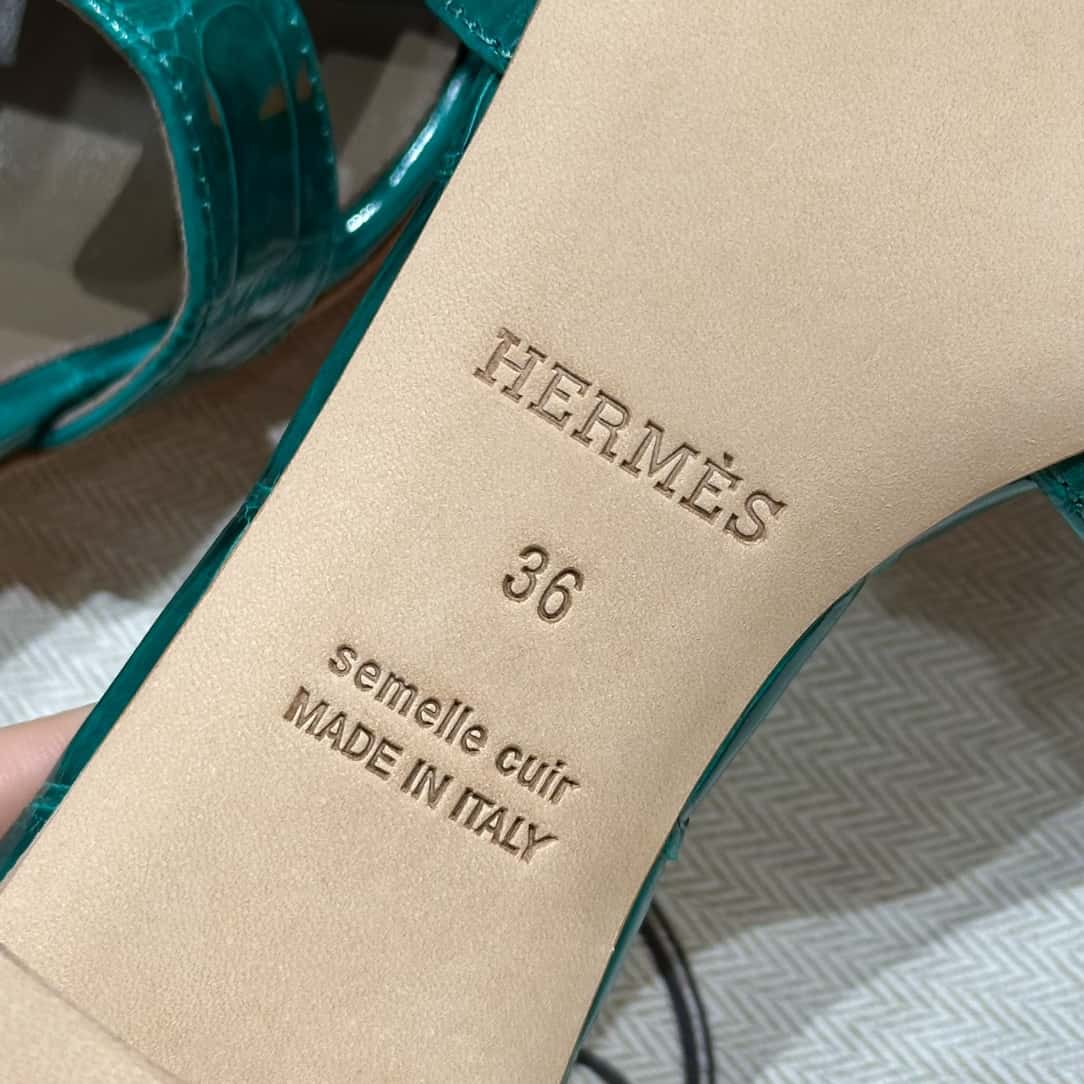 HERMÈS
36
semelle cuir
MADE IN ITALY